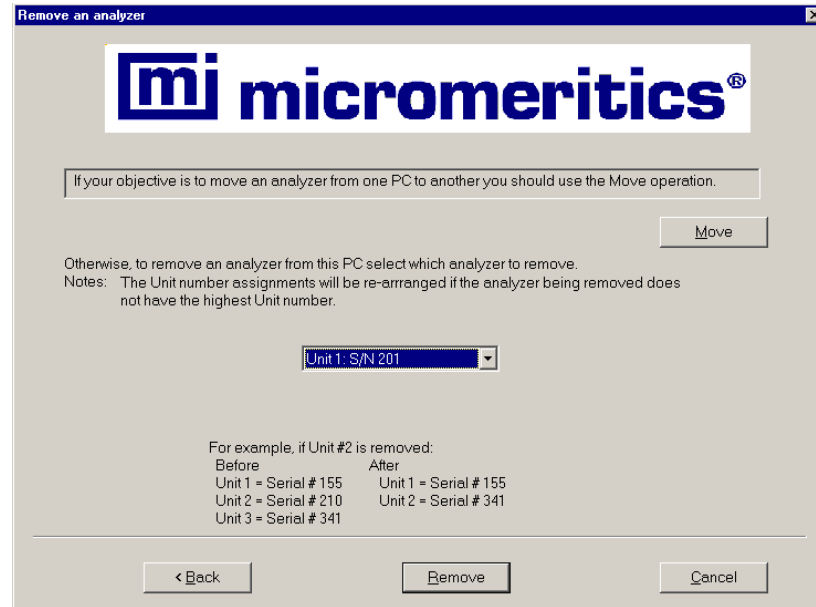 Remove an analyzer
mi micromeritics®
If your objective is to move an analyzer from one PC to another you should use the Move operation.
Move
Otherwise, to remove an analyzer from this PC select which analyzer to remove.
Notes: The Unit number assignments will be re-arrranged if the analyzer being removed does
not have the highest Unit number.
Unit 1: S/N 201
For example, if Unit #2 is removed:
Before After
Unit 1 = Serial # 155 Unit 1 = Serial # 155
Unit 2 = Serial # 210 Unit 2 = Serial # 341
Unit 3 = Serial # 341
< Back Remove Cancel